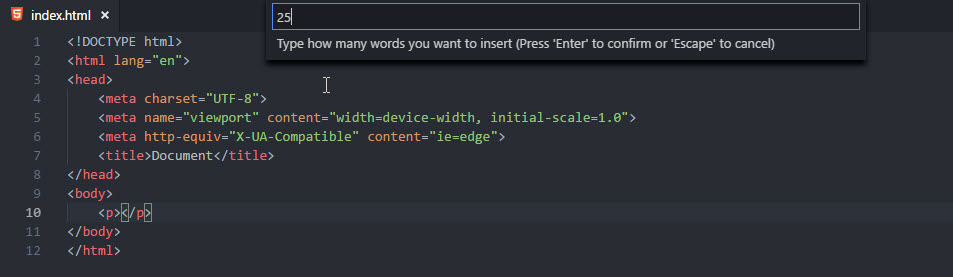 index.html ×
25
Type how many words you want to insert (Press 'Enter' to confirm or 'Escape' to cancel)
1 <!DOCTYPE html>
2 <html lang="en">
3 <head>
4 <meta charset="UTF-8">
5 <meta name="viewport" content="width=device-width, initial-scale=1.0">
6 <meta http-equiv="X-UA-Compatible" content="ie=edge">
7 <title>Document</title>
8 </head>
9 <body>
10 <p></p>
11 </body>
12 </html>